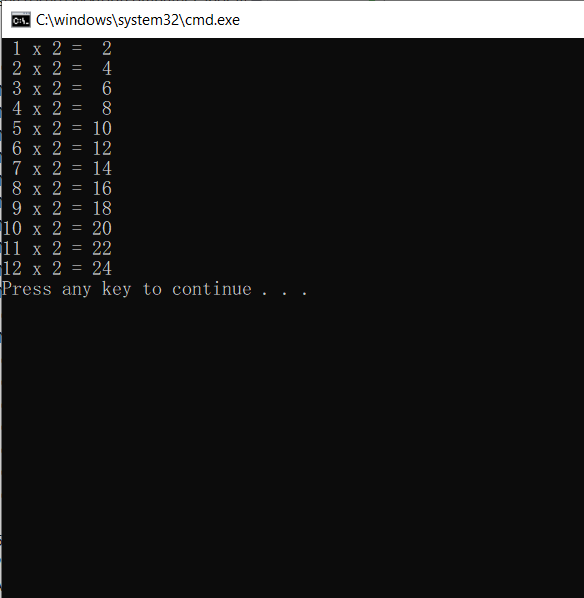 C:\windows\system32\cmd.exe
 1 x 2 =  2
 2 x 2 =  4
 3 x 2 =  6
 4 x 2 =  8
 5 x 2 = 10
 6 x 2 = 12
 7 x 2 = 14
 8 x 2 = 16
 9 x 2 = 18
10 x 2 = 20
11 x 2 = 22
12 x 2 = 24
Press any key to continue . . .